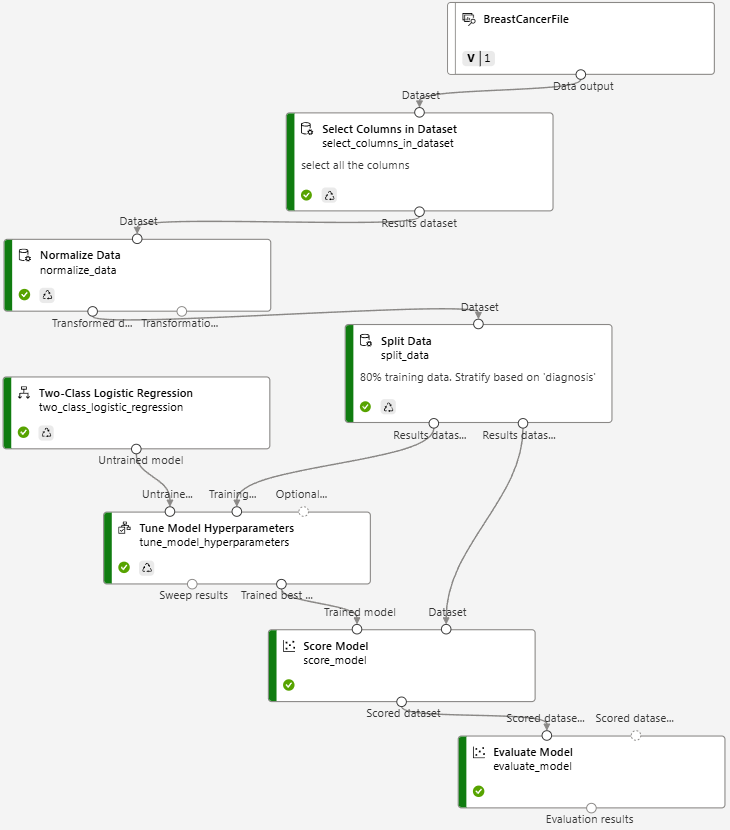 BreastCancerFile
V 1
Data output
Dataset
Select Columns in Dataset
select_columns_in_dataset
select all the columns
Results dataset
Dataset
Normalize Data
normalize_data
Transformed d...
Transformatio...
Dataset
Split Data
split_data
80% training data. Stratify based on 'diagnosis'
Results datas...
Results datas...
Two-Class Logistic Regression
two_class_logistic_regression
Untrained model
Untraine...
Training...
Optional...
Tune Model Hyperparameters
tune_model_hyperparameters
Sweep results
Trained best ...
Trained model
Dataset
Score Model
score_model
Scored dataset
Scored datase...
Scored datase...
Evaluate Model
evaluate_model
Evaluation results